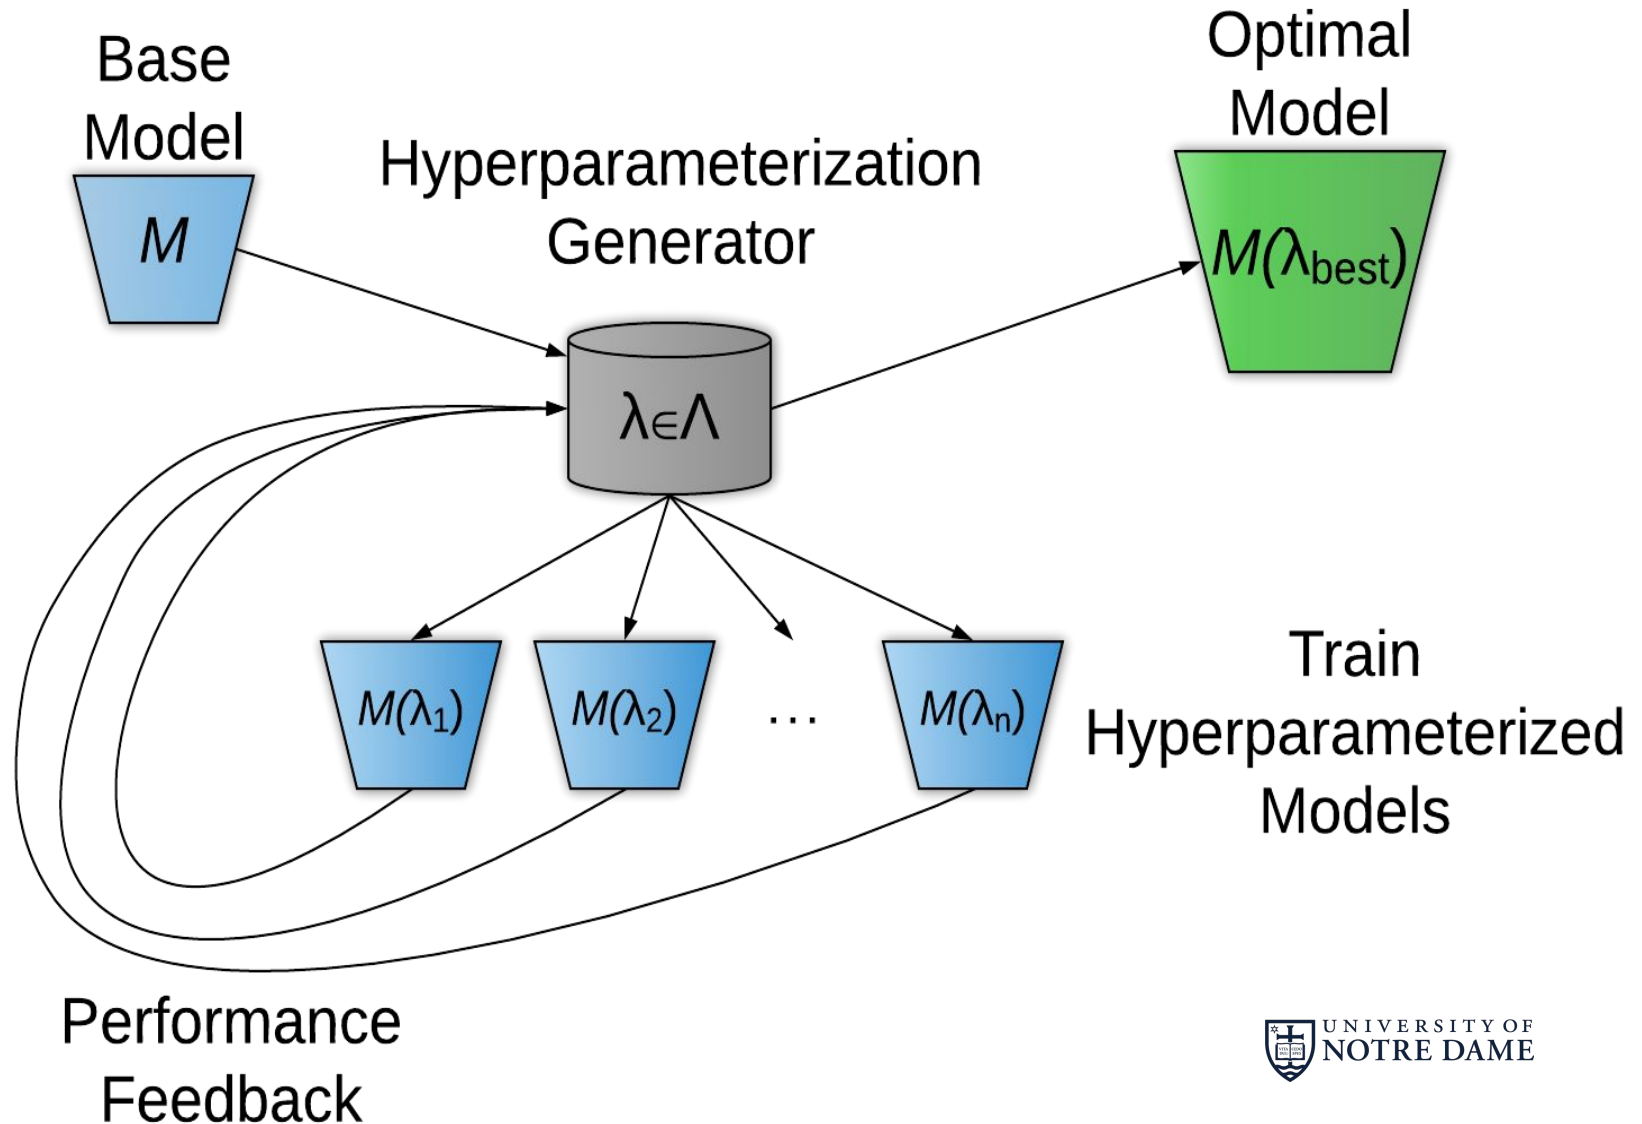 Base
Model
M
Hyperparameterization
Generator
Optimal
Model
M(λbest)
λ∈Λ
M(λ1)
M(λ2)
...
M(λn)
Train
Hyperparameterized
Models
Performance
Feedback
UNIVERSITY OF
NOTRE DAME